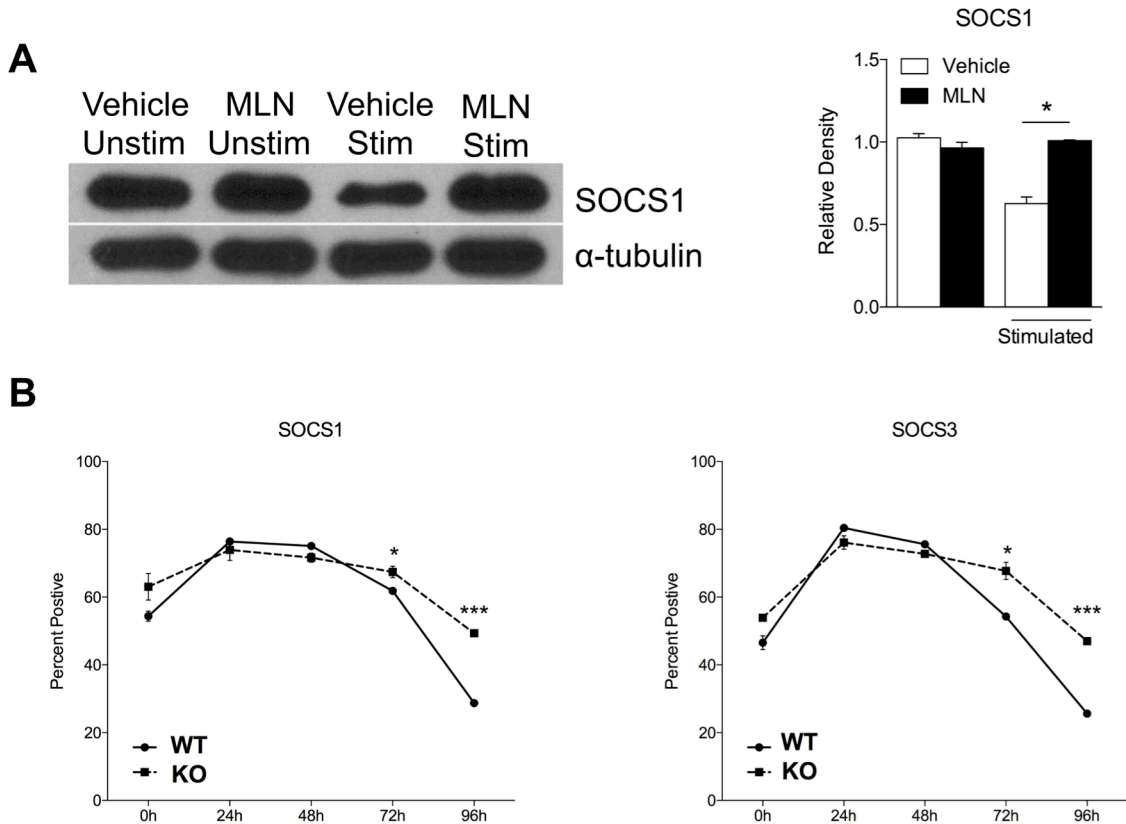 A
Vehicle Unstim
MLN Unstim
Vehicle Stim
MLN Stim
SOCS1
α-tubulin
SOCS1
Vehicle
MLN
*
Relative Density
1.5
1.0
0.5
0.0
Stimulated
B
SOCS1
Percent Postive
100
80
60
40
20
0
*
***
WT
KO
0h 24h 48h 72h 96h
SOCS3
Percent Postive
100
80
60
40
20
0
*
***
WT
KO
0h 24h 48h 72h 96h